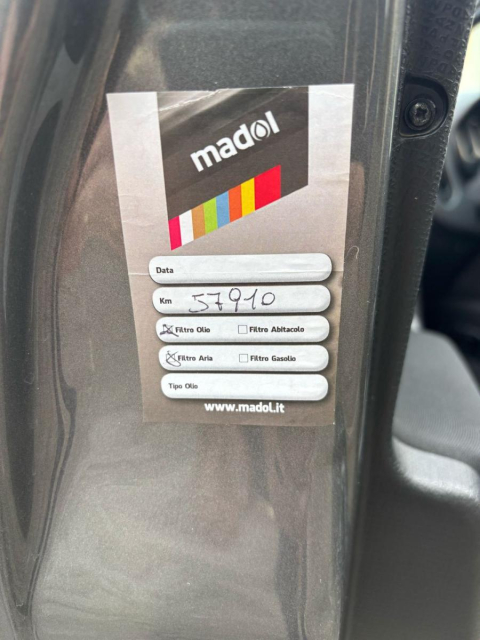 madol
Data
Km 57910
Filtro Olio Filtro Abitacolo
Filtro Aria Filtro Gasolio
Tipo Olio
www.madol.it